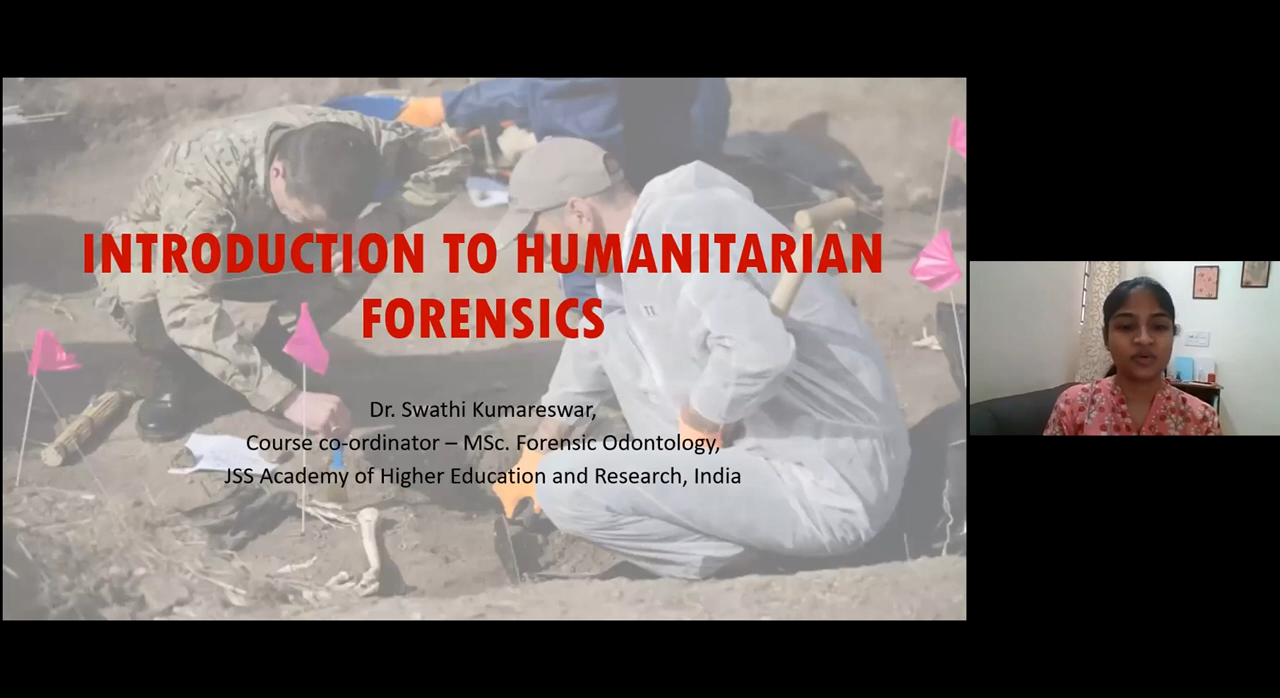 INTRODUCTION TO HUMANITARIAN
FORENSICS
Dr. Swathi Kumareswar,
Course co-ordinator – MSc. Forensic Odontology,
JSS Academy of Higher Education and Research, India